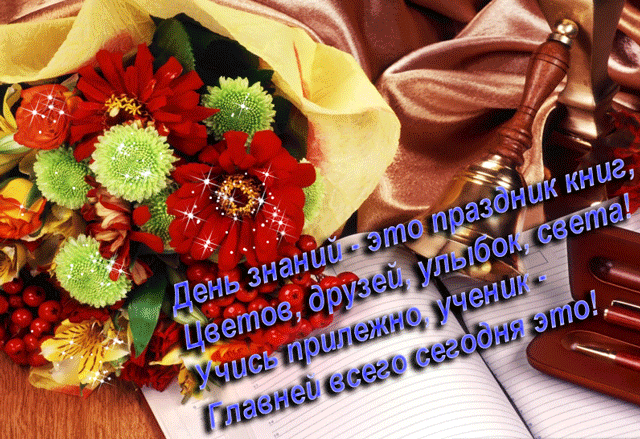 День знаний - это праздник книг,
Цветов, друзей, улыбок, света!
Учись прилежно, ученик -
Главней всего сегодня это!